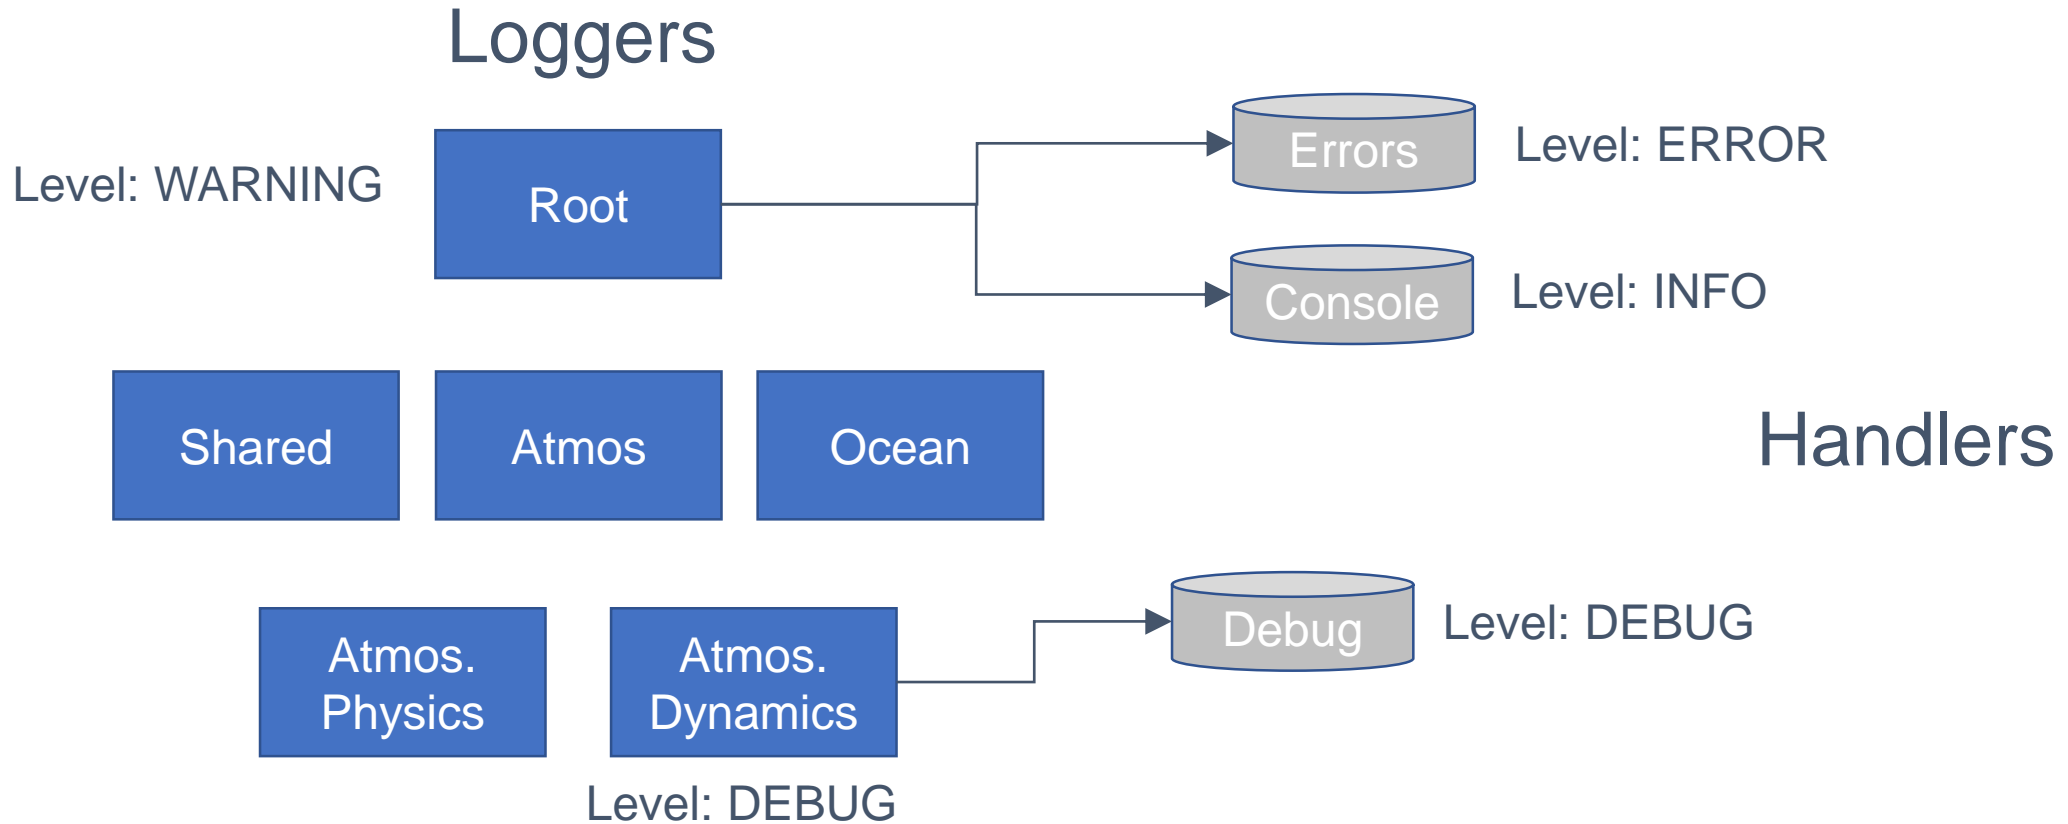 Loggers
Level: WARNING
Root
Errors
Level: ERROR
Console
Level: INFO
Shared
Atmos
Ocean
Handlers
Atmos.
Physics
Atmos.
Dynamics
Level: DEBUG
Debug
Level: DEBUG